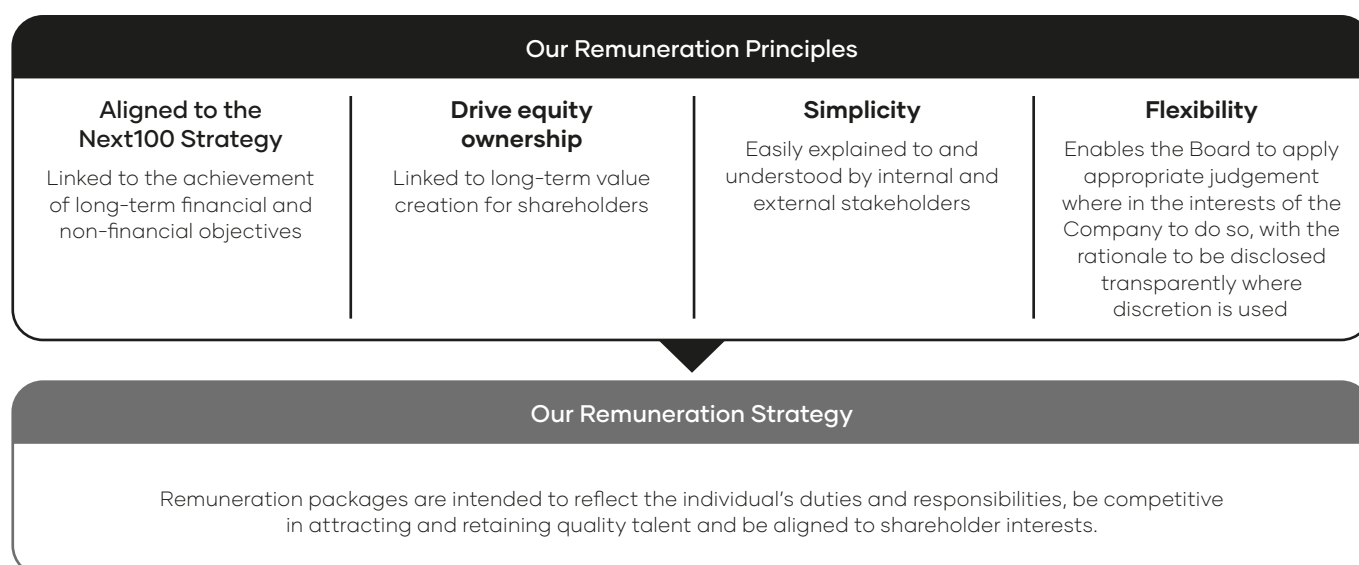 Our Remuneration Principles
Aligned to the
Next100 Strategy
Linked to the achievement
of long-term financial and
non-financial objectives
Drive equity
ownership
Linked to long-term value
creation for shareholders
Simplicity
Easily explained to and
understood by internal and
external stakeholders
Flexibility
Enables the Board to apply
appropriate judgement
where in the interests of the
Company to do so, with the
rationale to be disclosed
transparently where
discretion is used
Our Remuneration Strategy
Remuneration packages are intended to reflect the individual’s duties and responsibilities, be competitive
in attracting and retaining quality talent and be aligned to shareholder interests.